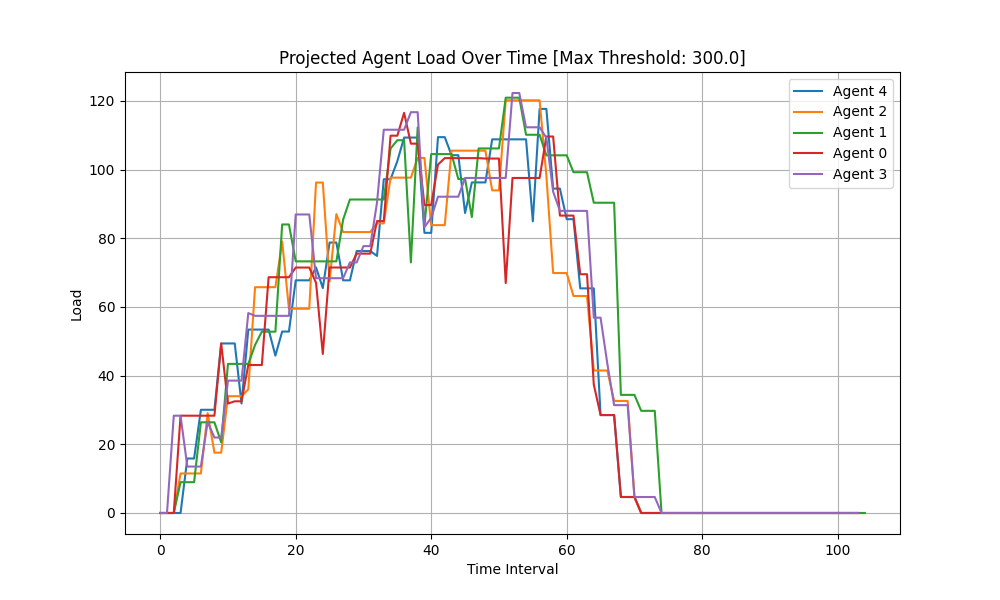 Projected Agent Load Over Time [Max Threshold: 300.0]
Load
120
100
80
60
40
20
0
Agent 4
Agent 2
Agent 1
Agent 0
Agent 3
0 20 40 60 80 100
Time Interval